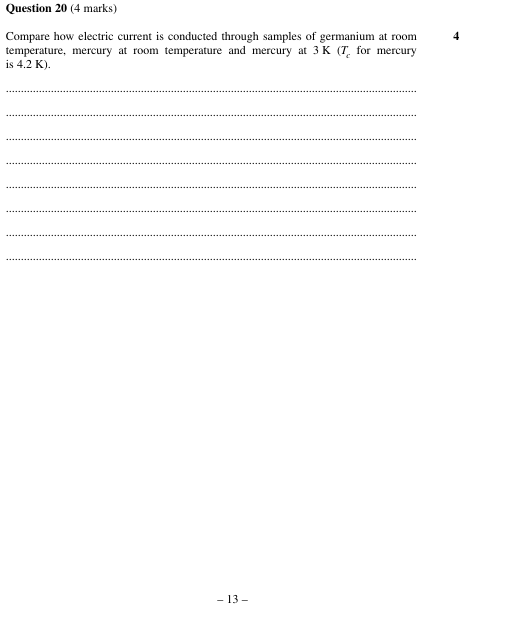 Question 20 (4 marks)
Compare how electric current is conducted through samples of germanium at room 4
temperature, mercury at room temperature and mercury at 3 K (Tc for mercury
is 4.2 K).
– 13 –